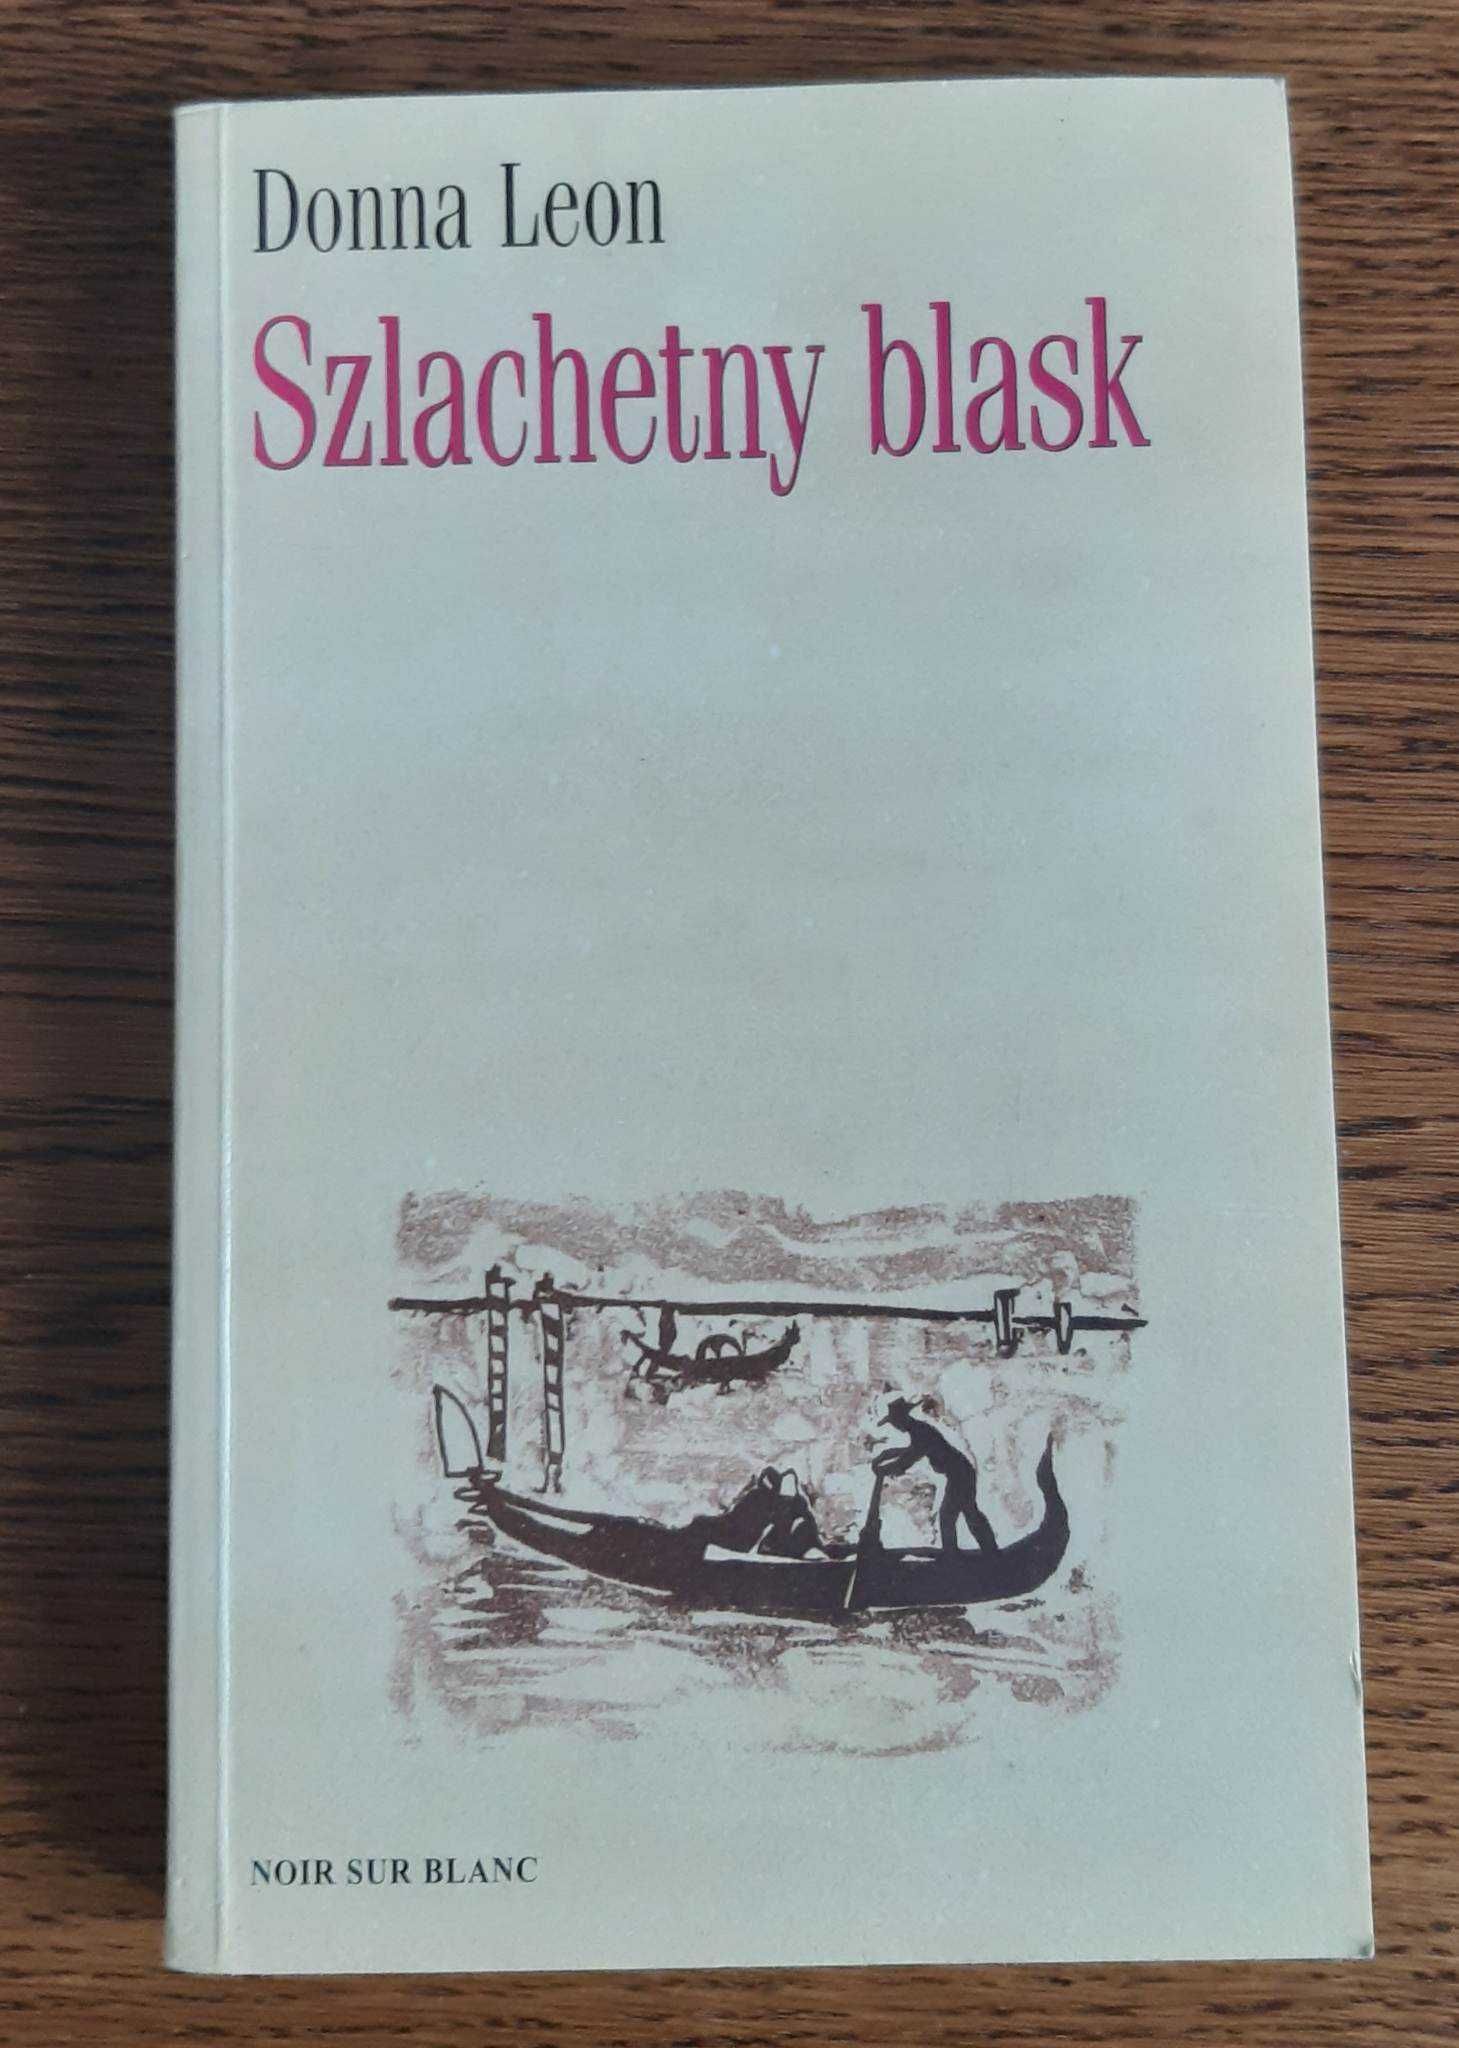 Donna Leon
Szlachetny blask
NOIR SUR BLANC